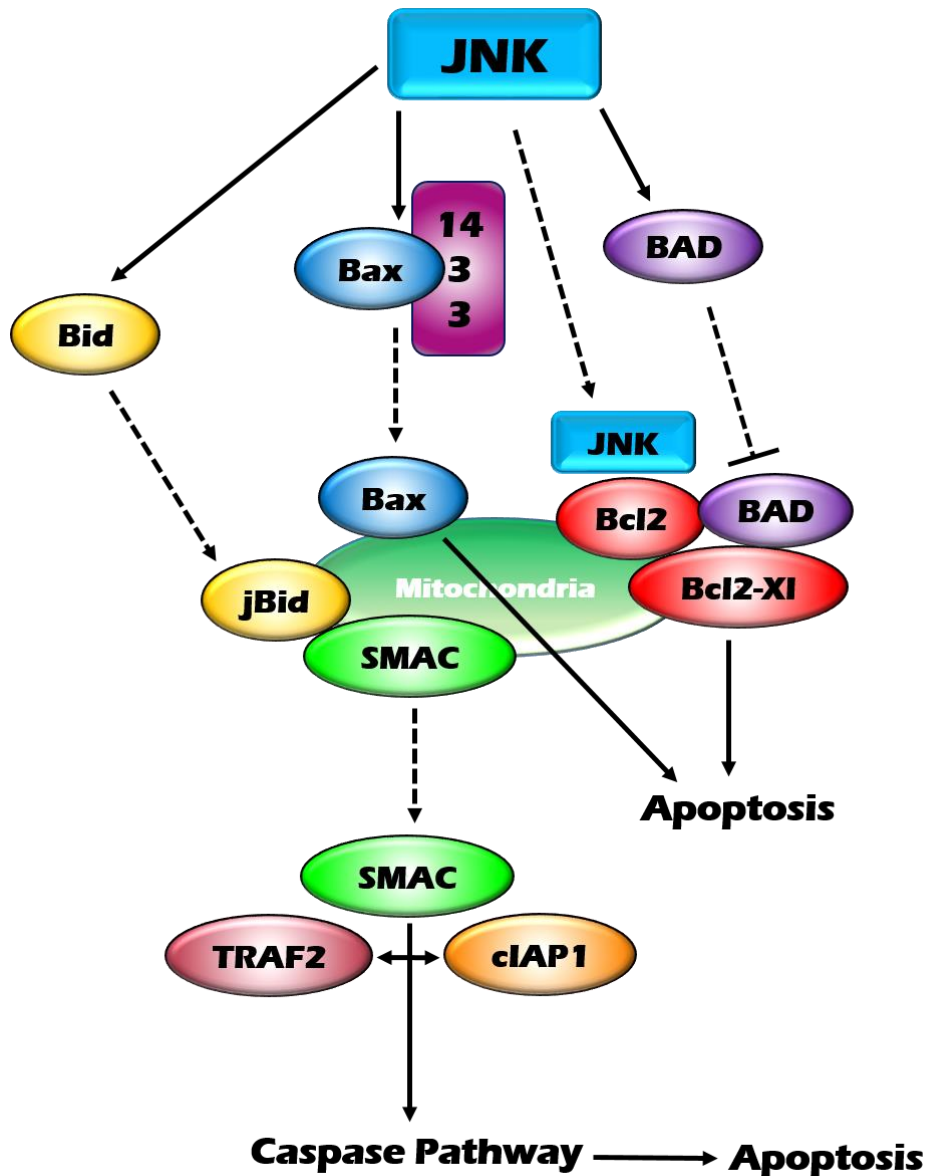 JNK
14
3
3
Bax
BAD
Bid
JNK
Bax
Bcl2
BAD
Mitochondria
Bcl2-Xl
jBid
SMAC
Apoptosis
SMAC
TRAF2
cIAP1
Caspase Pathway
Apoptosis